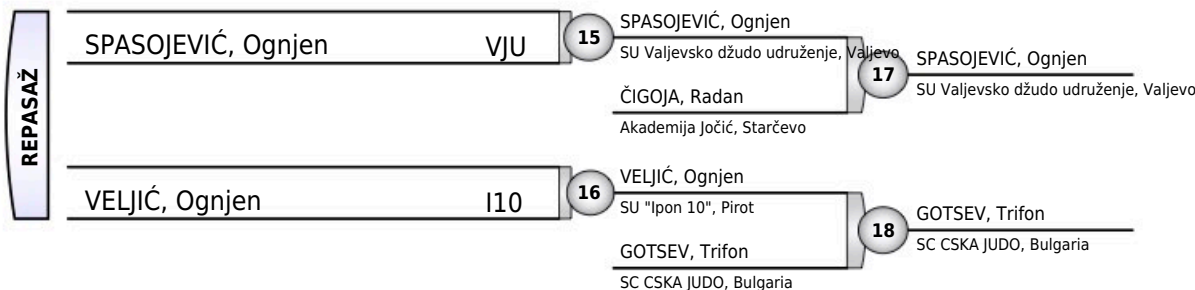 REPASAŽ
SPASOJEVIĆ, Ognjen VJU
15
SPASOJEVIĆ, Ognjen
SU Valjevsko džudo udruženje, Valjevo
ČIGOJA, Radan
Akademija Jočić, Starčevo
17
SPASOJEVIĆ, Ognjen
SU Valjevsko džudo udruženje, Valjevo
VELJIĆ, Ognjen I10
16
VELJIĆ, Ognjen
SU "Ipon 10", Pirot
GOTSEV, Trifon
SC CSKA JUDO, Bulgaria
18
GOTSEV, Trifon
SC CSKA JUDO, Bulgaria